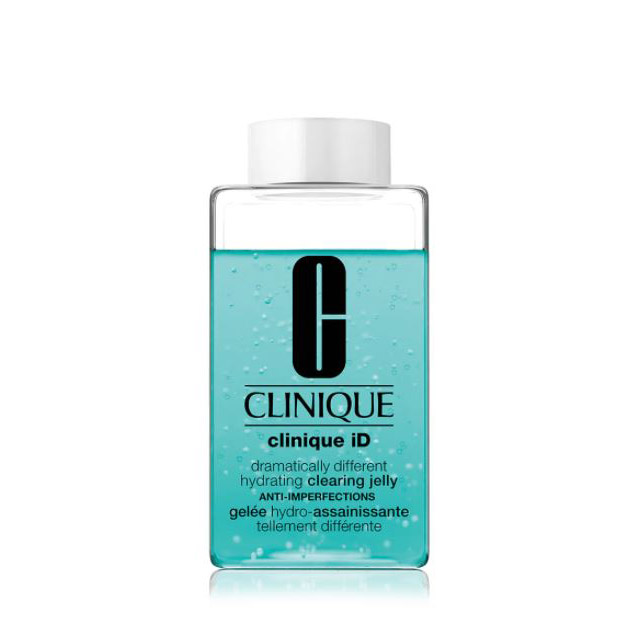 C
CLINIQUE
clinique iD
dramatically different
hydrating clearing jelly
ANTI-IMPERFECTIONS
gelée hydro-assainissante
tellement différente